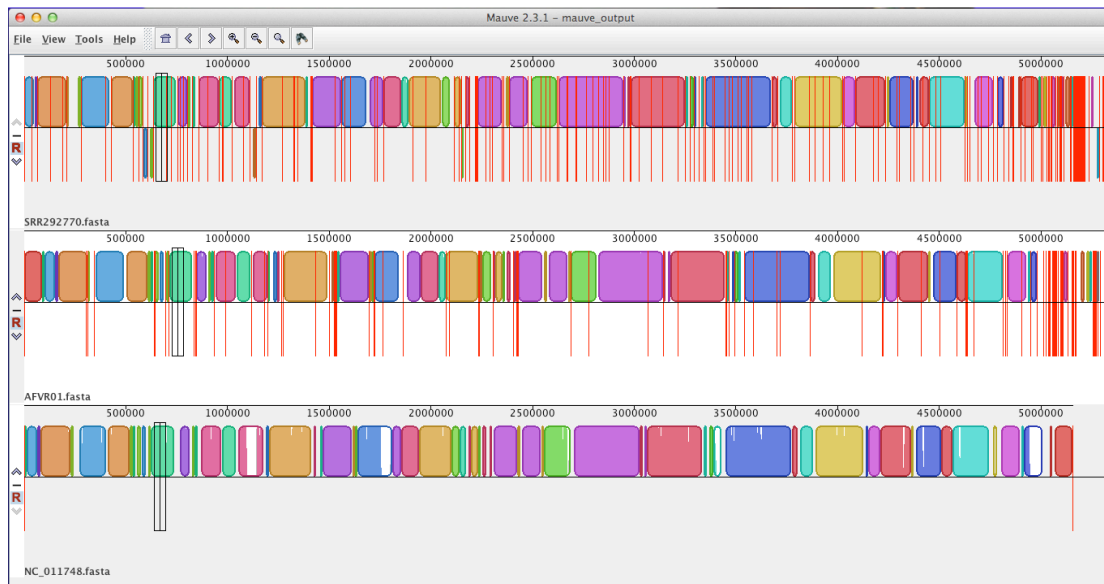 Mauve 2.3.1 - mauve_output
File View Tools Help
500000 1000000 1500000 2000000 2500000 3000000 3500000 4000000 4500000 5000000
R
SRR292770.fasta
500000 1000000 1500000 2000000 2500000 3000000 3500000 4000000 4500000 5000000
R
AFVR01.fasta
500000 1000000 1500000 2000000 2500000 3000000 3500000 4000000 4500000 5000000
R
NC_011748.fasta